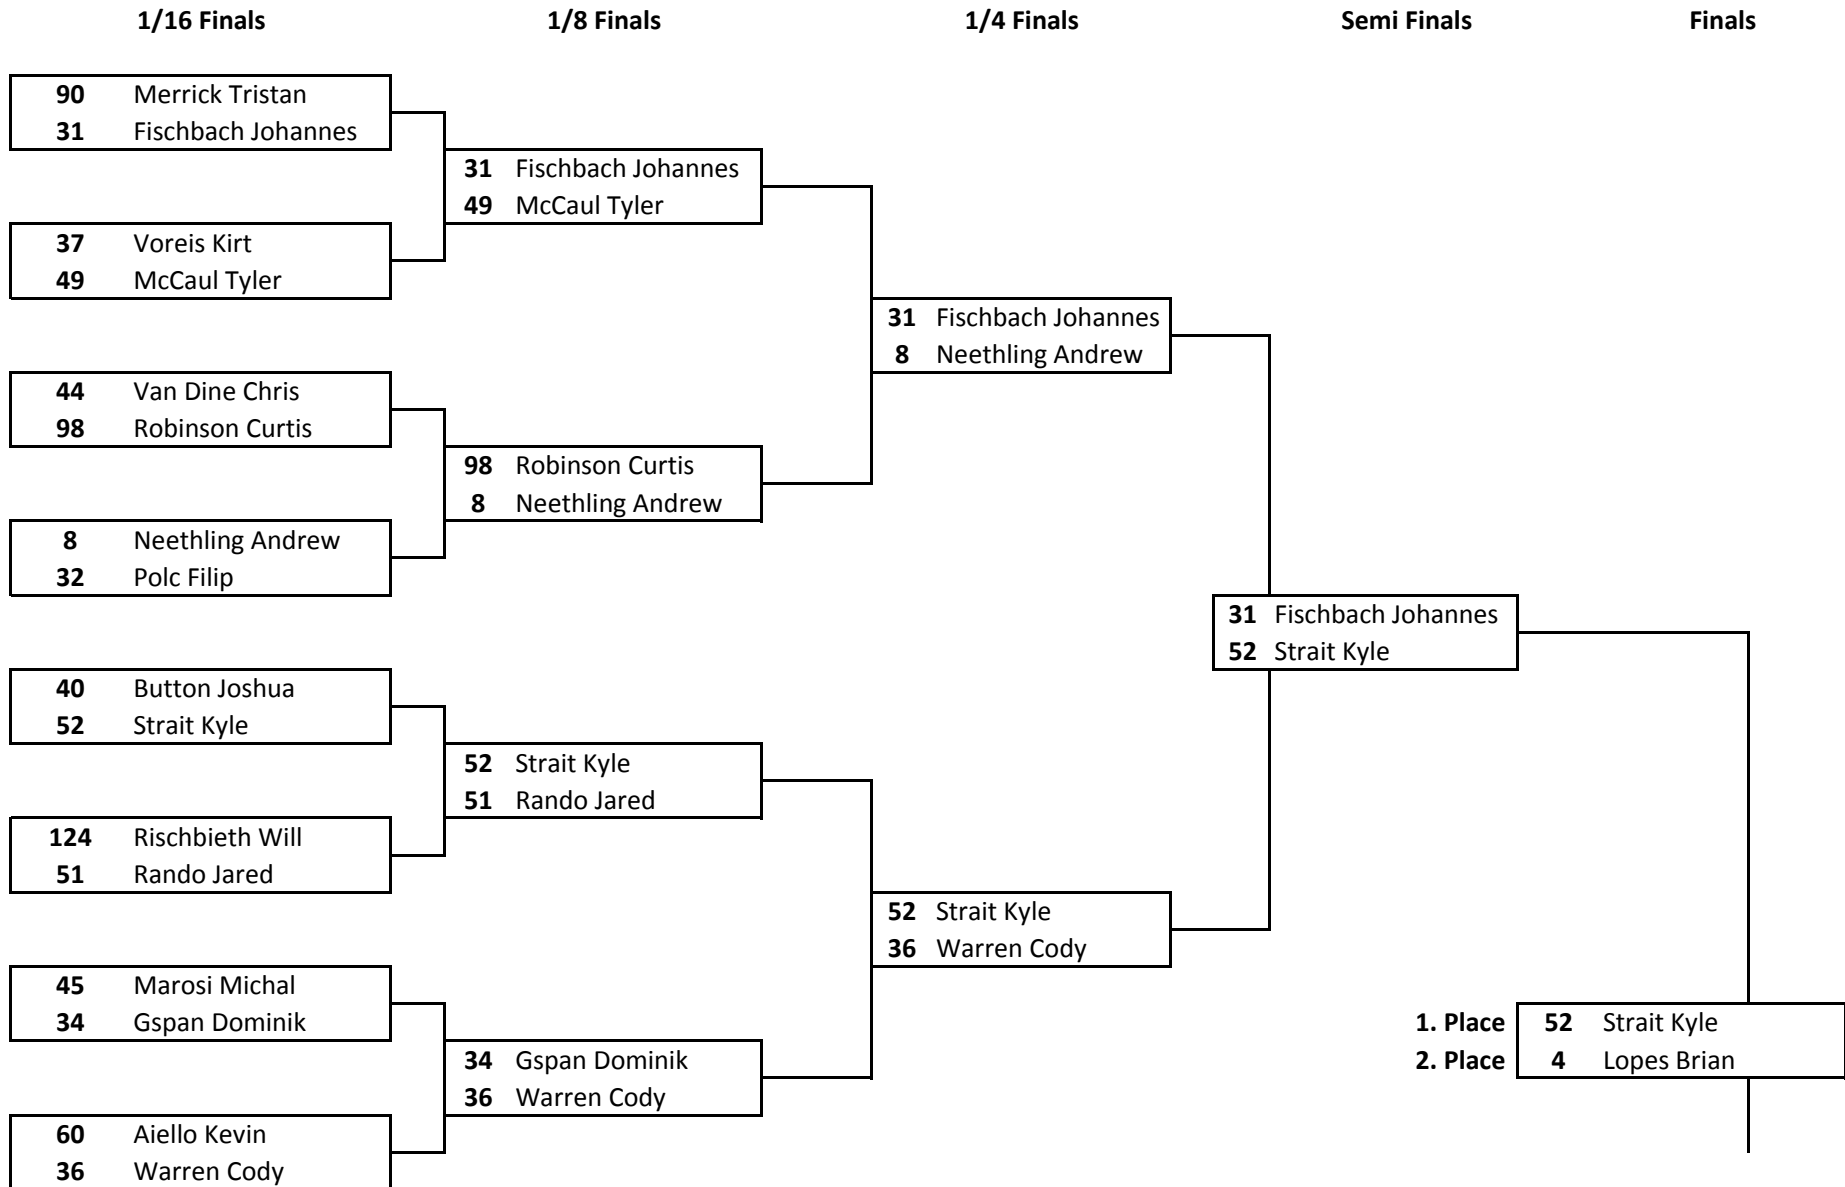 1/16 Finals 1/8 Finals 1/4 Finals Semi Finals Finals
90 Merrick Tristan
31 Fischbach Johannes
37 Voreis Kirt
49 McCaul Tyler
44 Van Dine Chris
98 Robinson Curtis
8 Neethling Andrew
32 Polc Filip
40 Button Joshua
52 Strait Kyle
124 Rischbieth Will
51 Rando Jared
45 Marosi Michal
34 Gspan Dominik
60 Aiello Kevin
36 Warren Cody
31 Fischbach Johannes
49 McCaul Tyler
98 Robinson Curtis
8 Neethling Andrew
52 Strait Kyle
51 Rando Jared
34 Gspan Dominik
36 Warren Cody
31 Fischbach Johannes
8 Neethling Andrew
52 Strait Kyle
36 Warren Cody
31 Fischbach Johannes
52 Strait Kyle
1. Place 52 Strait Kyle
2. Place 4 Lopes Brian